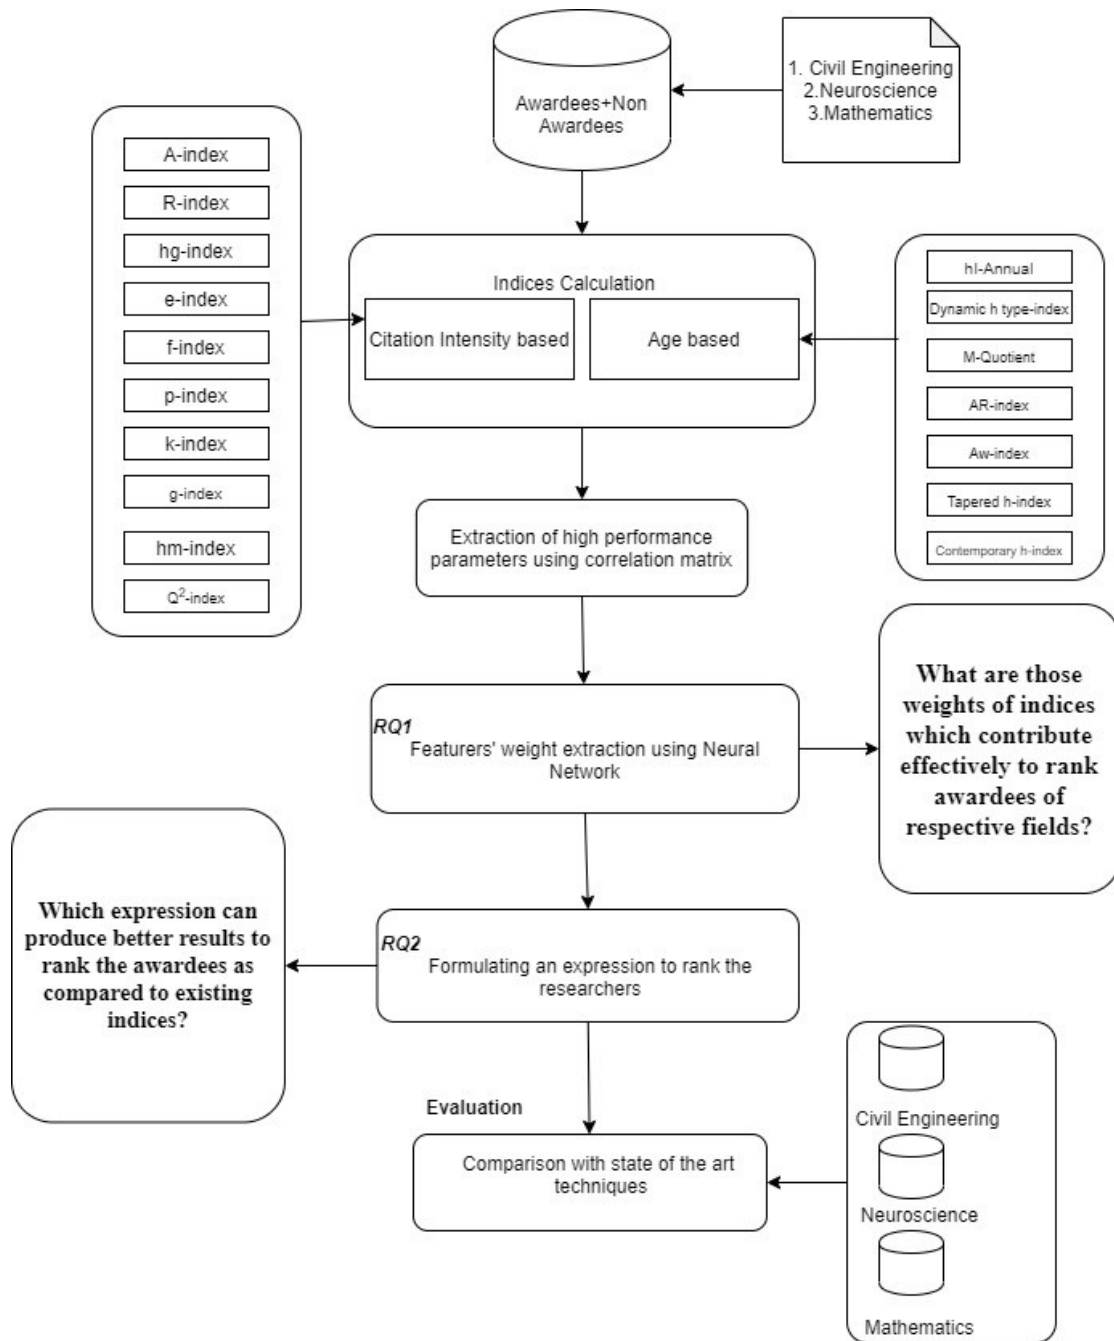 Awardees+Non
Awardees
1. Civil Engineering
2.Neuroscience
3.Mathematics
A-index
R-index
hg-index
e-index
f-index
p-index
k-index
g-index
hm-index
Q²-index
Indices Calculation
Citation Intensity based
Age based
hI-Annual
Dynamic h type-index
M-Quotient
AR-index
Aw-index
Tapered h-index
Contemporary h-index
Extraction of high performance
parameters using correlation matrix
RQ1
Featurers' weight extraction using Neural
Network
What are those
weights of indices
which contribute
effectively to rank
awardees of
respective fields?
RQ2
Formulating an expression to rank the
researchers
Which expression can
produce better results to
rank the awardees as
compared to existing
indices?
Evaluation
Comparison with state of the art
techniques
Civil Engineering
Neuroscience
Mathematics